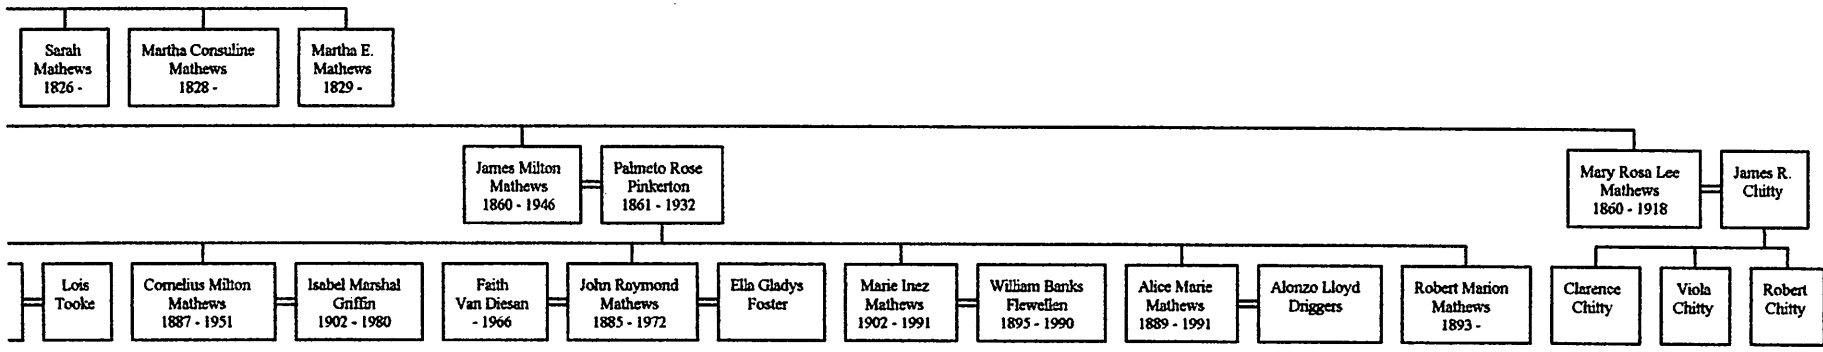 Sarah
Mathews
1826 -
Martha Consuline
Mathews
1828 -
Martha E.
Mathews
1829 -
James Milton
Mathews
1860 - 1946
Palmeto Rose
Pinkerton
1861 - 1932
Mary Rosa Lee
Mathews
1860 - 1918
James R.
Chitty
Lois
Tooke
Cornelius Milton
Mathews
1887 - 1951
Isabel Marshal
Griffin
1902 - 1980
Faith
Van Diesan
- 1966
John Raymond
Mathews
1885 - 1972
Ella Gladys
Foster
Marie Inez
Mathews
1902 - 1991
William Banks
Flewellen
1895 - 1990
Alice Marie
Mathews
1889 - 1991
Alonzo Lloyd
Driggers
Robert Marion
Mathews
1893 -
Clarence
Chitty
Viola
Chitty
Robert
Chitty